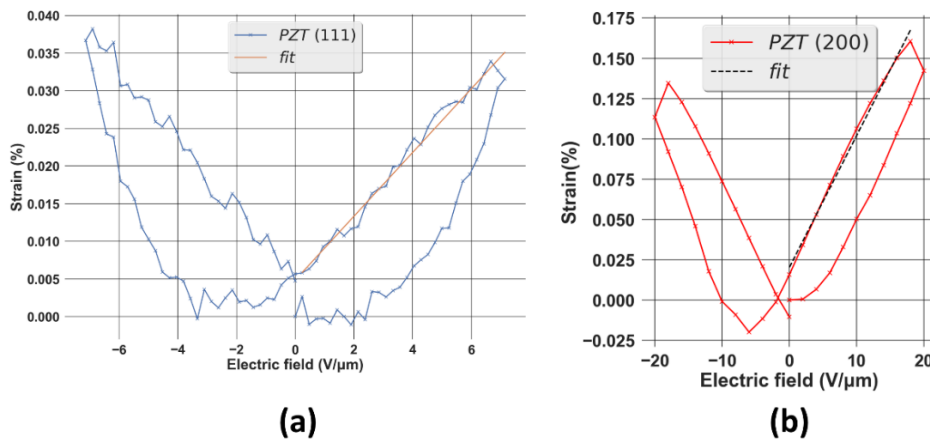 0.040
0.035
0.030
0.025
0.020
0.015
0.010
0.005
0.000
Strain (%)
PZT (111)
fit
−6 −4 −2 0 2 4 6
Electric field (V/μm)
(a)
0.175
0.150
0.125
0.100
0.075
0.050
0.025
0.000
−0.025
Strain(%)
PZT (200)
fit
−20 −10 0 10 20
Electric field (V/μm)
(b)